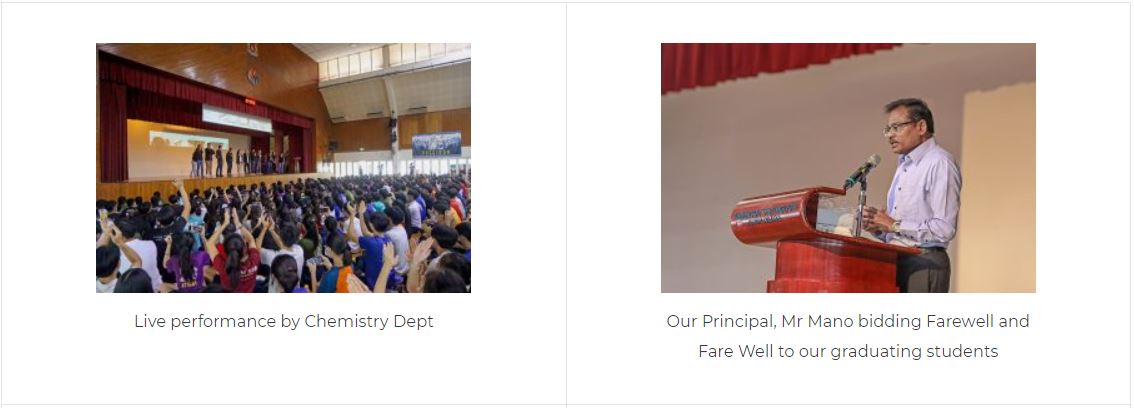 Live performance by Chemistry Dept
Our Principal, Mr Mano bidding Farewell and
Fare Well to our graduating students